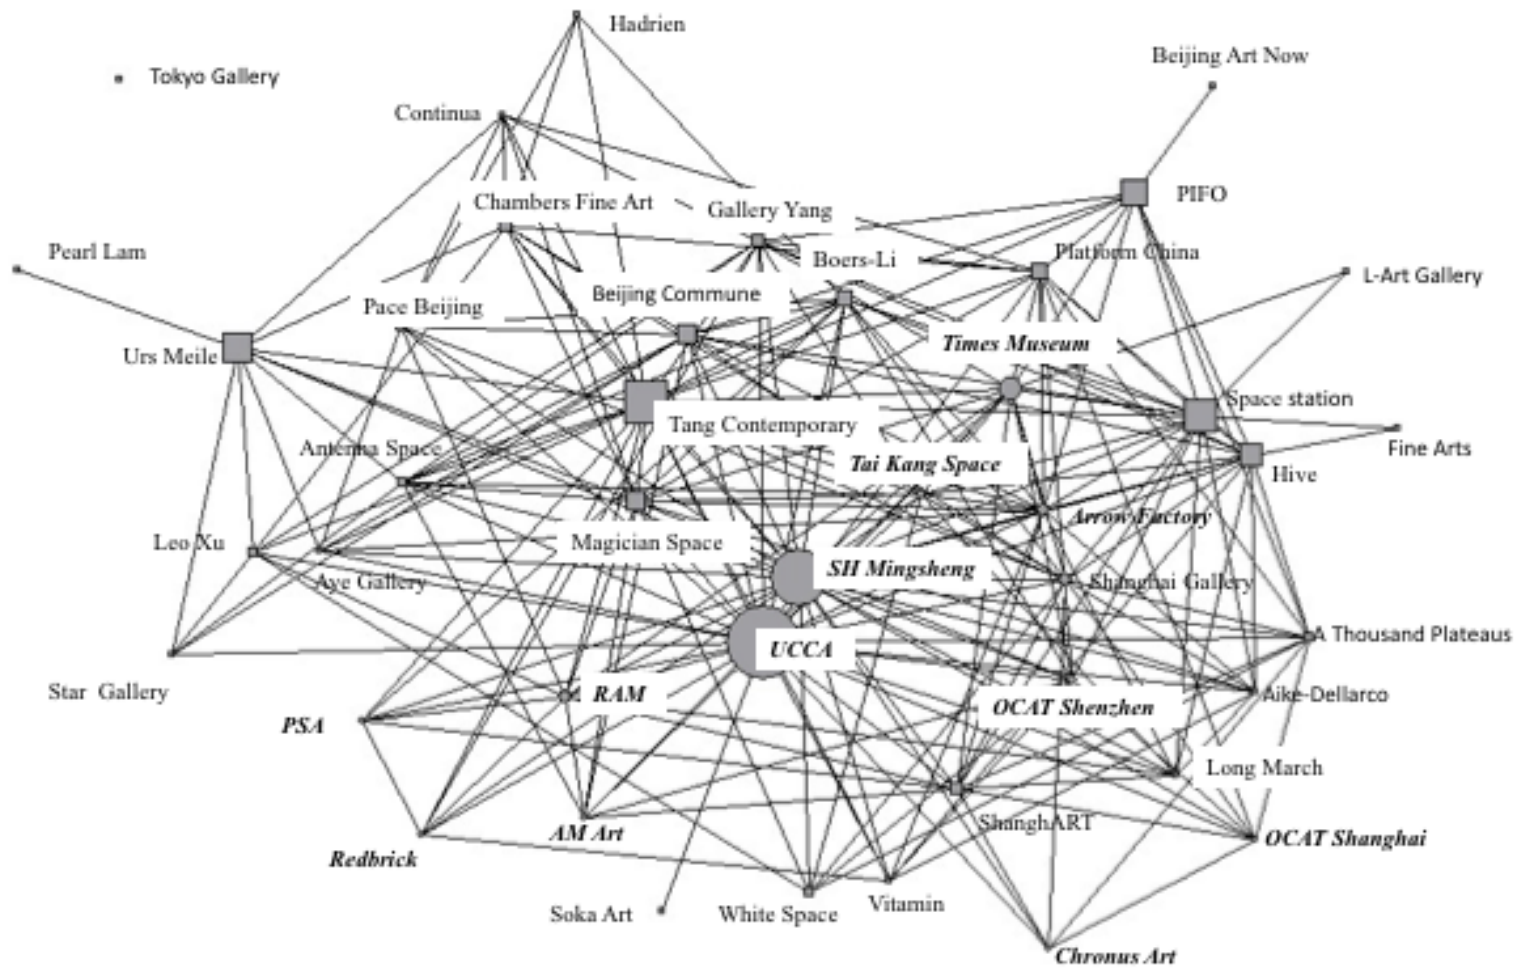 Hadrien
Beijing Art Now
Tokyo Gallery
Continua
PIFO
Chambers Fine Art
Gallery Yang
Pearl Lam
Boers-Li
Platform China
L-Art Gallery
Beijing Commune
Pace Beijing
Times Museum
Urs Meile
Space station
Tang Contemporary
Antenna Space
Fine Arts
Tai Kang Space
Hive
Arrow Factory
Leo Xu
Magician Space
SH Mingsheng
Aye Gallery
Shanghai Gallery
A Thousand Plateaus
UCCA
Star Gallery
RAM
Aike-Dellarco
OCAT Shenzhen
PSA
Long March
ShanghART
AM Art
OCAT Shanghai
Redbrick
Soka Art
White Space
Vitamin
Chronus Art